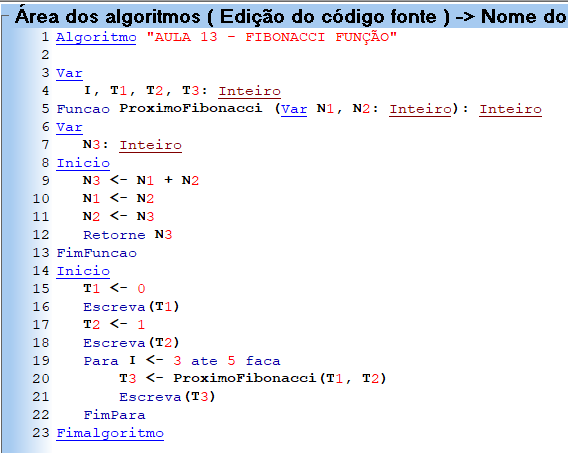 Área dos algoritmos ( Edição do código fonte ) -> Nome do
1 Algoritmo "AULA 13 - FIBONACCI FUNÇÃO"
2
3 Var
4 I, T1, T2, T3: Inteiro
5 Funcao ProximoFibonacci (Var N1, N2: Inteiro): Inteiro
6 Var
7 N3: Inteiro
8 Inicio
9 N3 <- N1 + N2
10 N1 <- N2
11 N2 <- N3
12 Retorne N3
13 FimFuncao
14 Inicio
15 T1 <- 0
16 Escreva(T1)
17 T2 <- 1
18 Escreva(T2)
19 Para I <- 3 ate 5 faca
20 T3 <- ProximoFibonacci(T1, T2)
21 Escreva(T3)
22 FimPara
23 Fimalgoritmo